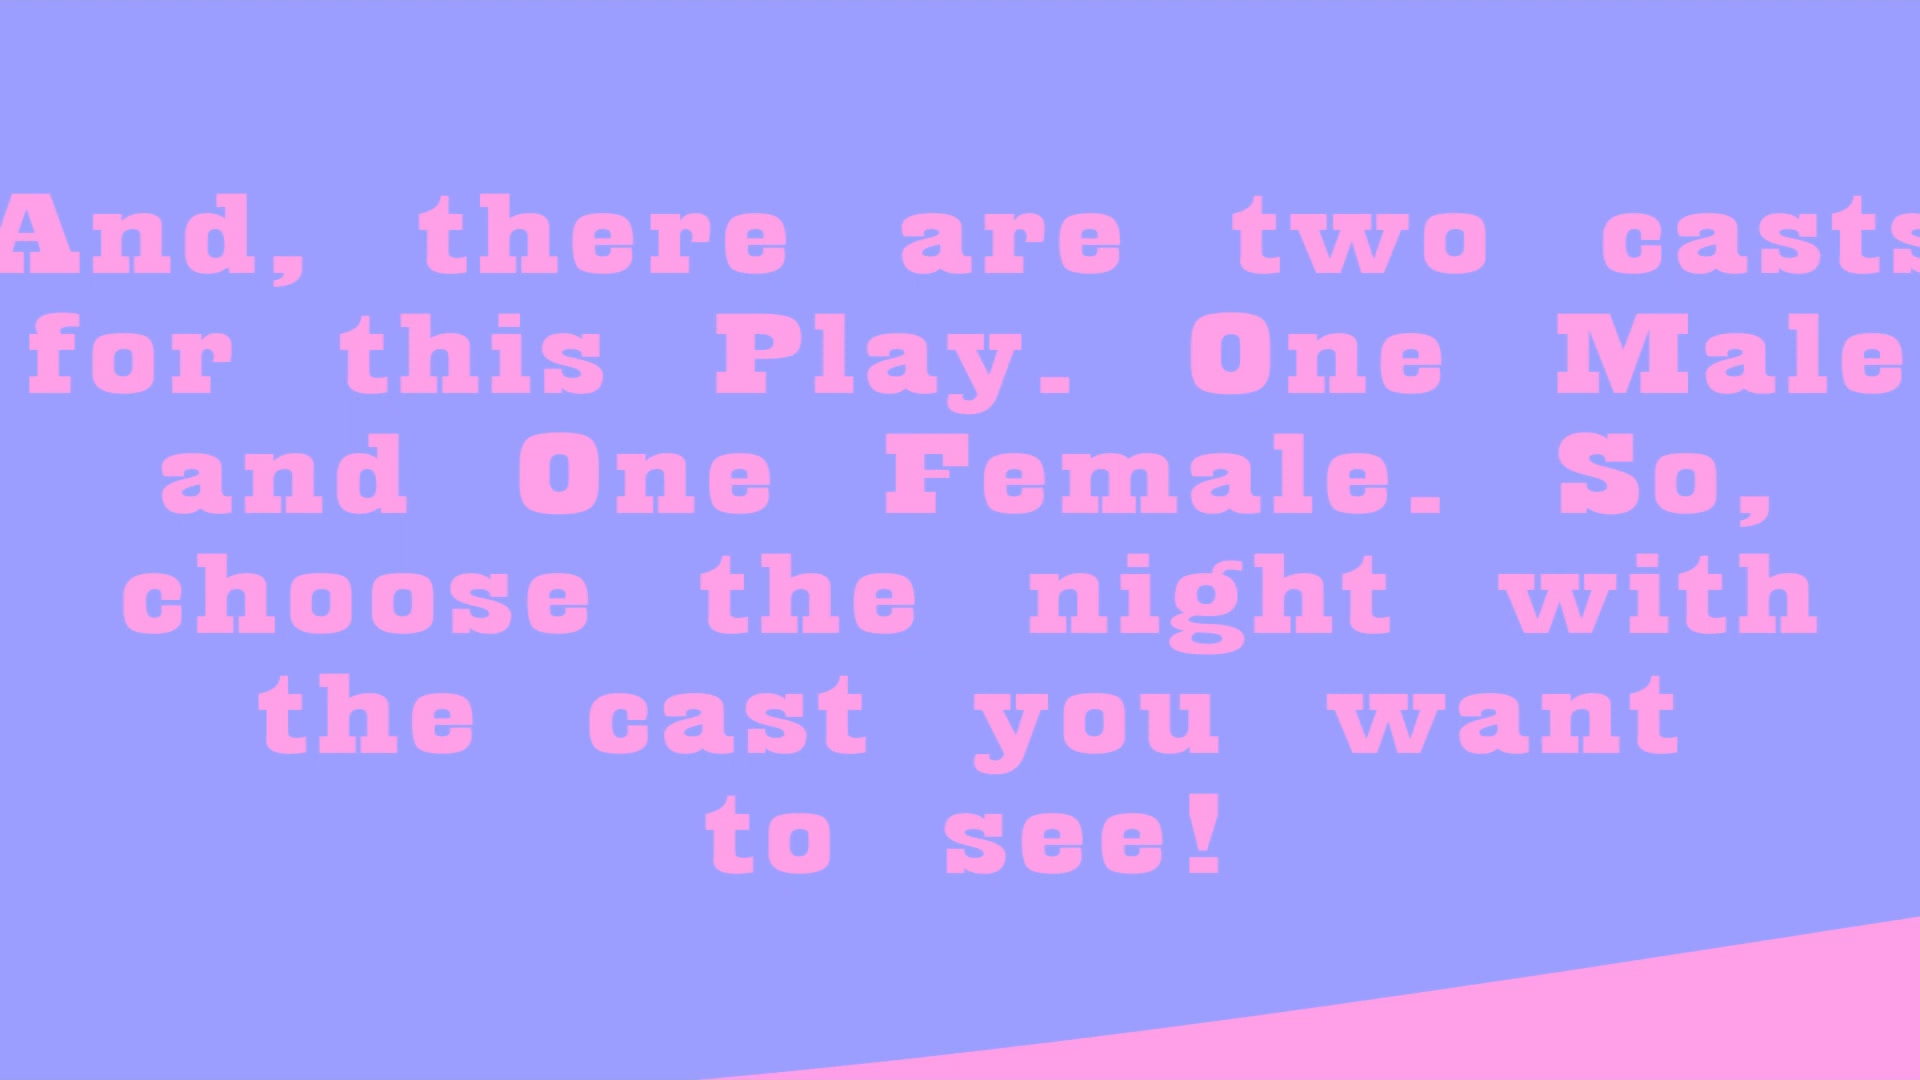 And, there are two casts
for this Play. One Male
and One Female. So,
choose the night with
the cast you want
to see!